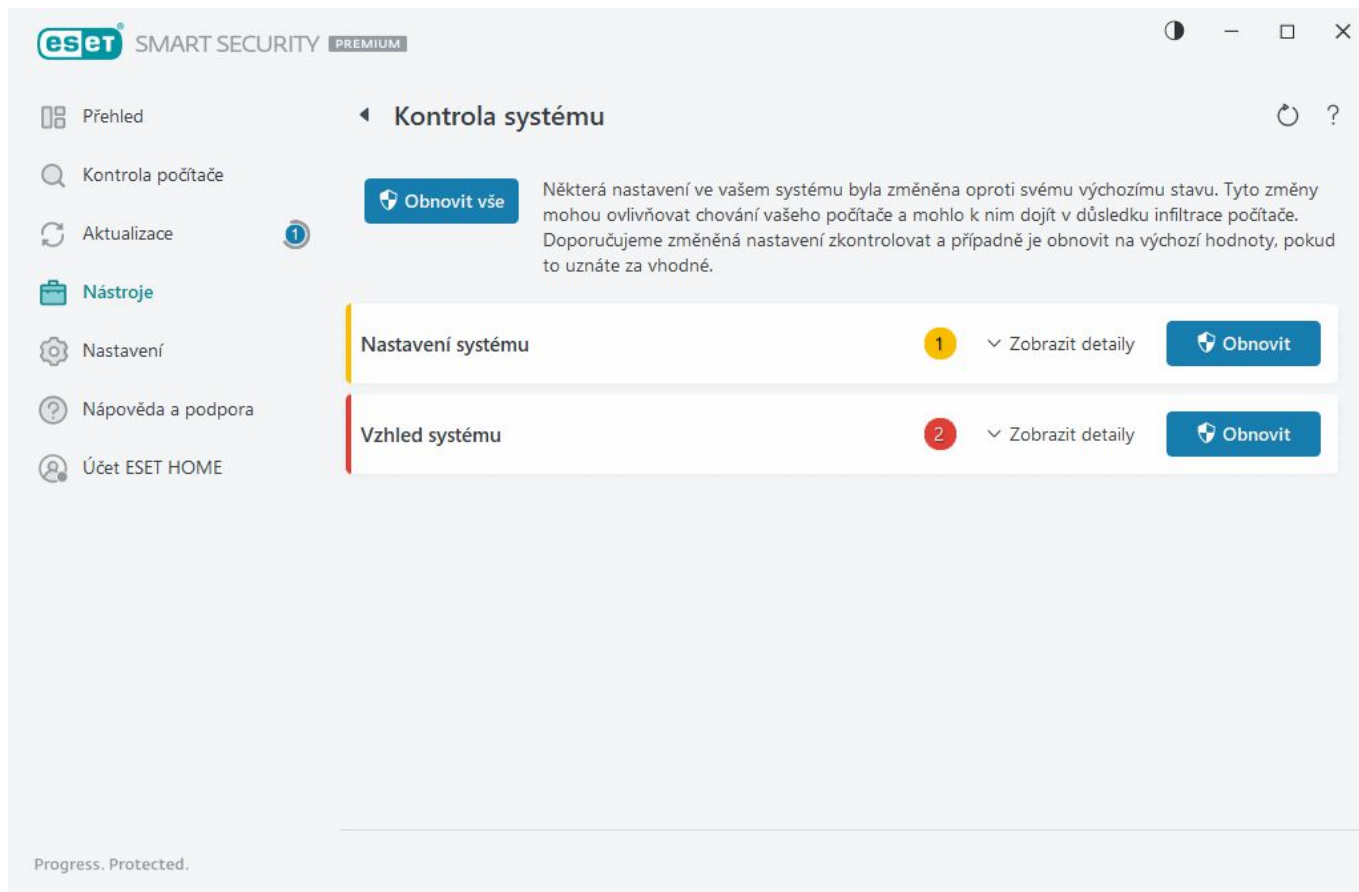 eset® SMART SECURITY PREMIUM
Přehled
Kontrola počítače
Aktualizace 1
Nástroje
Nastavení
Nápověda a podpora
Účet ESET HOME
Kontrola systému
?
Obnovit vše
Některá nastavení ve vašem systému byla změněna oproti svému výchozímu stavu. Tyto změny
mohou ovlivňovat chování vašeho počítače a mohlo k nim dojít v důsledku infiltrace počítače.
Doporučujeme změněná nastavení zkontrolovat a případně je obnovit na výchozí hodnoty, pokud
to uznáte za vhodné.
Nastavení systému 1 Zobrazit detaily Obnovit
Vzhled systému 2 Zobrazit detaily Obnovit
Progress. Protected.